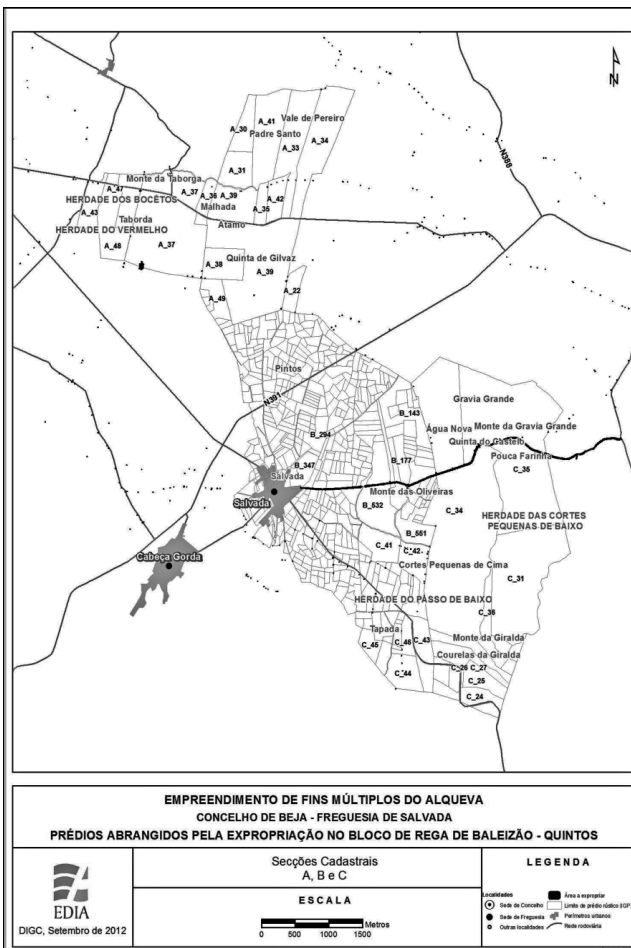 N
N388
A_41
Vale de Pereiro
A_30
Padre Santo
A_33
A_34
A_31
Monte da Taborga
A_47
A_37
A_36
A_39
A_42
HERDADE DOS BOCÊTOS
Malhada
A_35
A_43
Taborda
Atamo
HERDADE DO VERMELHO
A_48
A_37
A_38
Quinta de Gilvaz
A_39
A_22
A_49
Pintos
N391
Gravia Grande
B_143
Água Nova
Monte da Gravia Grande
B_294
Quinta do Castelo
B_347
B_177
Pouca Farinha
Salvada
C_35
Monte das Oliveiras
Salvada
B_532
C_34
HERDADE DAS CÔRTES
PEQUENAS DE BAIXO
B_551
C_41
C_42
Cabeça Gorda
Cortes Pequenas de Cima
C_31
HERDADE DO PASSO DE BAIXO
C_36
Tapada
Monte da Giralda
C_45
C_46
C_43
Courelas da Giralda
C_26
C_27
C_44
C_25
C_24
EMPREENDIMENTO DE FINS MÚLTIPLOS DO ALQUEVA
CONCELHO DE BEJA - FREGUESIA DE SALVADA
PRÉDIOS ABRANGIDOS PELA EXPROPRIAÇÃO NO BLOCO DE REGA DE BALEIZÃO - QUINTOS
EDIA
DIGC, Setembro de 2012
Secções Cadastrais
A, B e C
ESCALA
0 500 1000 1500 Metros
LEGENDA
Localidades
Sede de Concelho
Sede de Freguesia
Outras localidades
Área a expropriar
Limite de prédio rústico (IGP)
Perímetros urbanos
Rede rodoviária